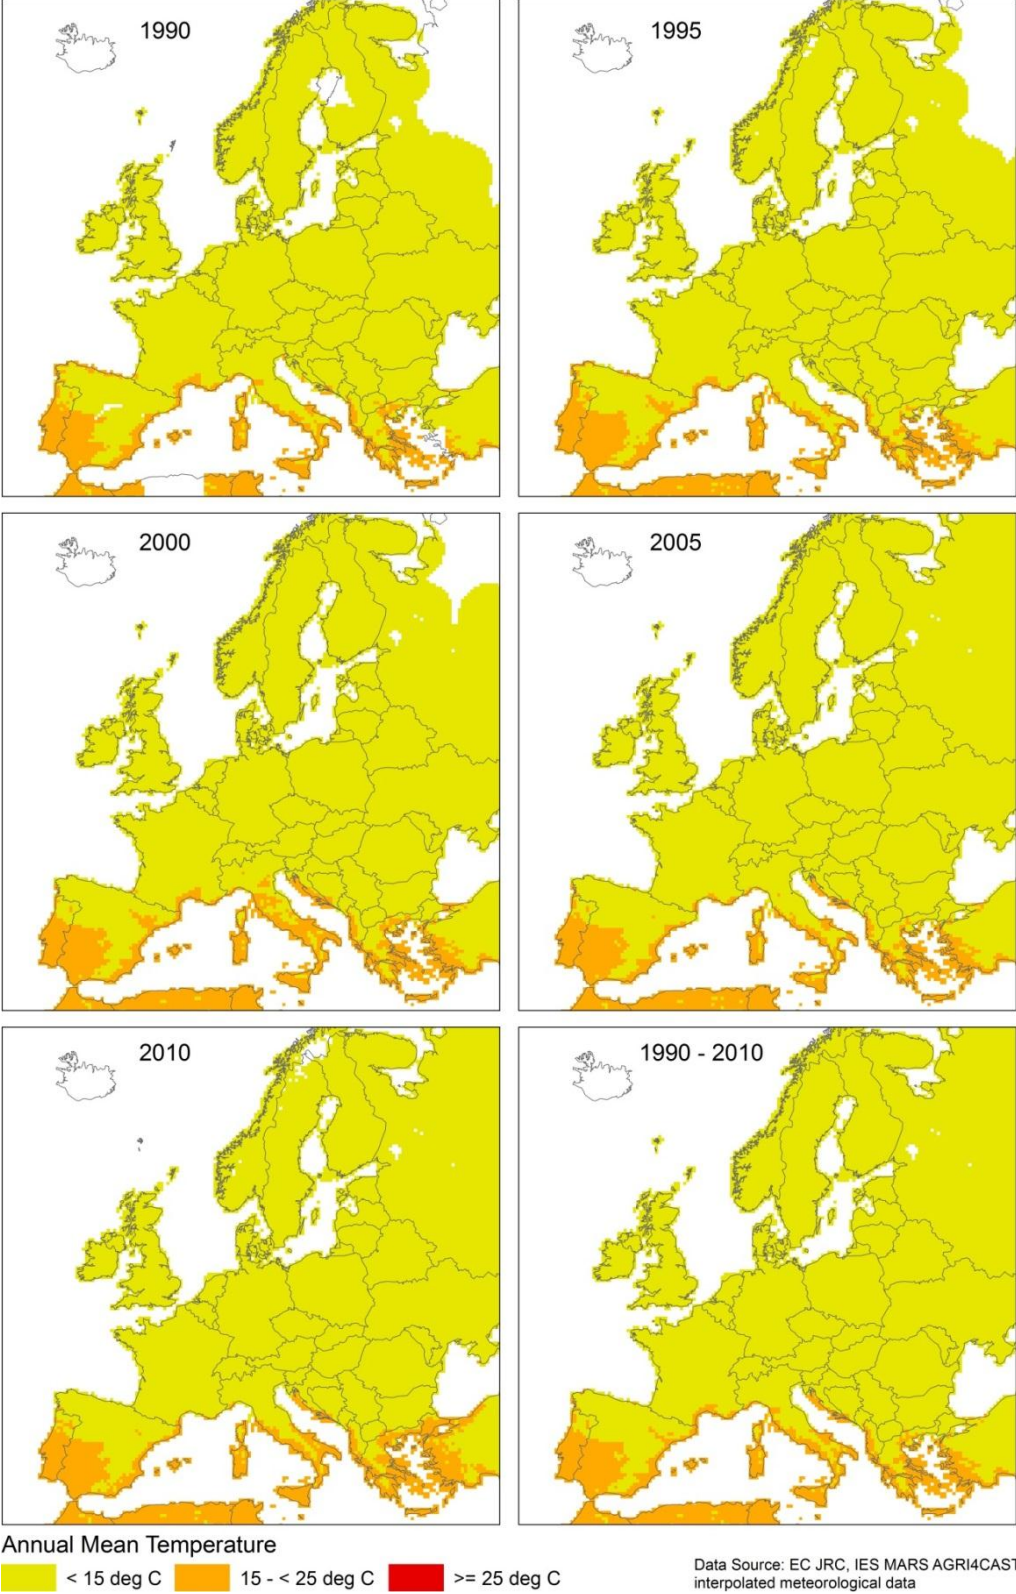 1990
1995
2000
2005
2010
1990 - 2010
Annual Mean Temperature
< 15 deg C
15 - < 25 deg C
>= 25 deg C
Data Source: EC JRC, IES MARS AGRI4CAST
interpolated meteorological data